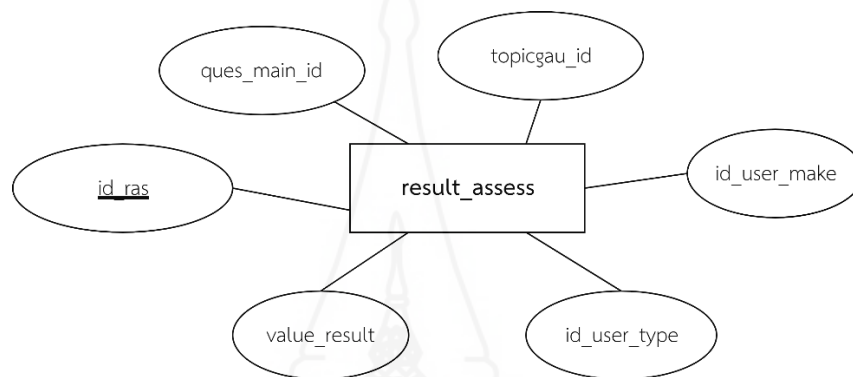 ques_main_id
topicgau_id
id_ras
result_assess
id_user_make
value_result
id_user_type